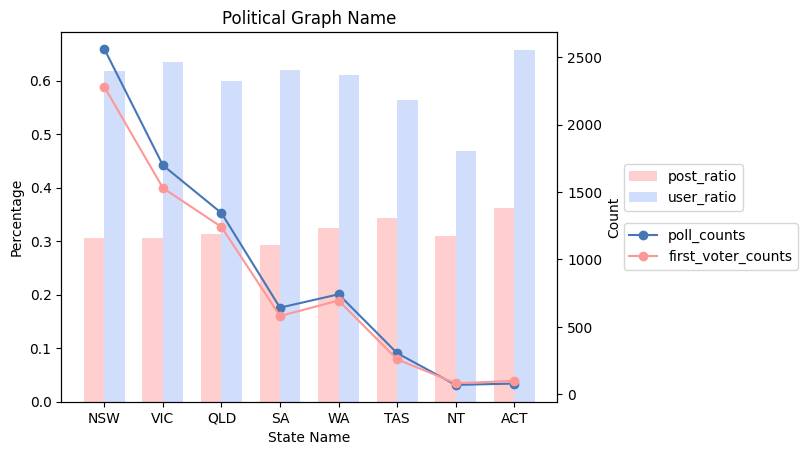 Political Graph Name
Percentage
0.6
0.5
0.4
0.3
0.2
0.1
0.0
NSW VIC QLD SA WA TAS NT ACT
State Name
2500
2000
1500
1000
500
0
Count
post_ratio
user_ratio
poll_counts
first_voter_counts